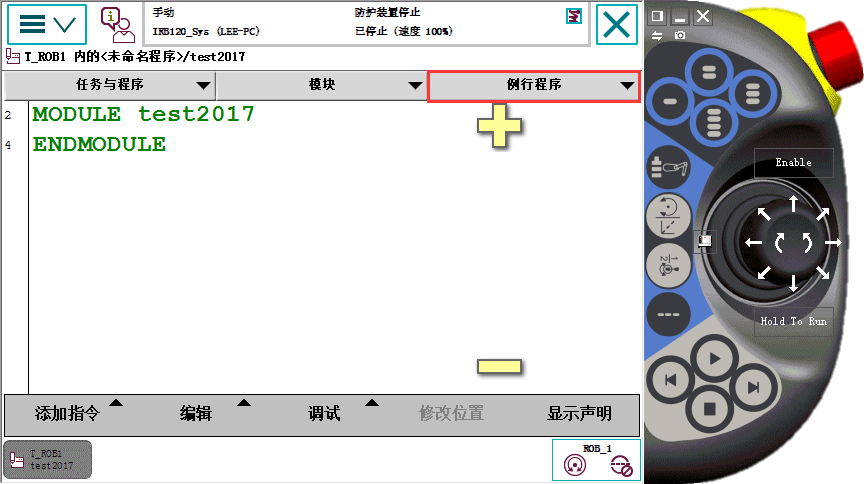 手动
防护装置停止
IRB120_Sys (LEE-PC)
已停止 (速度 100%)
T_ROB1 内的<未命名程序>/test2017
任务与程序
模块
例行程序
2 MODULE test2017
4 ENDMODULE
Enable
Hold To Run
添加指令
编辑
调试
修改位置
显示声明
T_ROB1
test2017
ROB_1
1/2